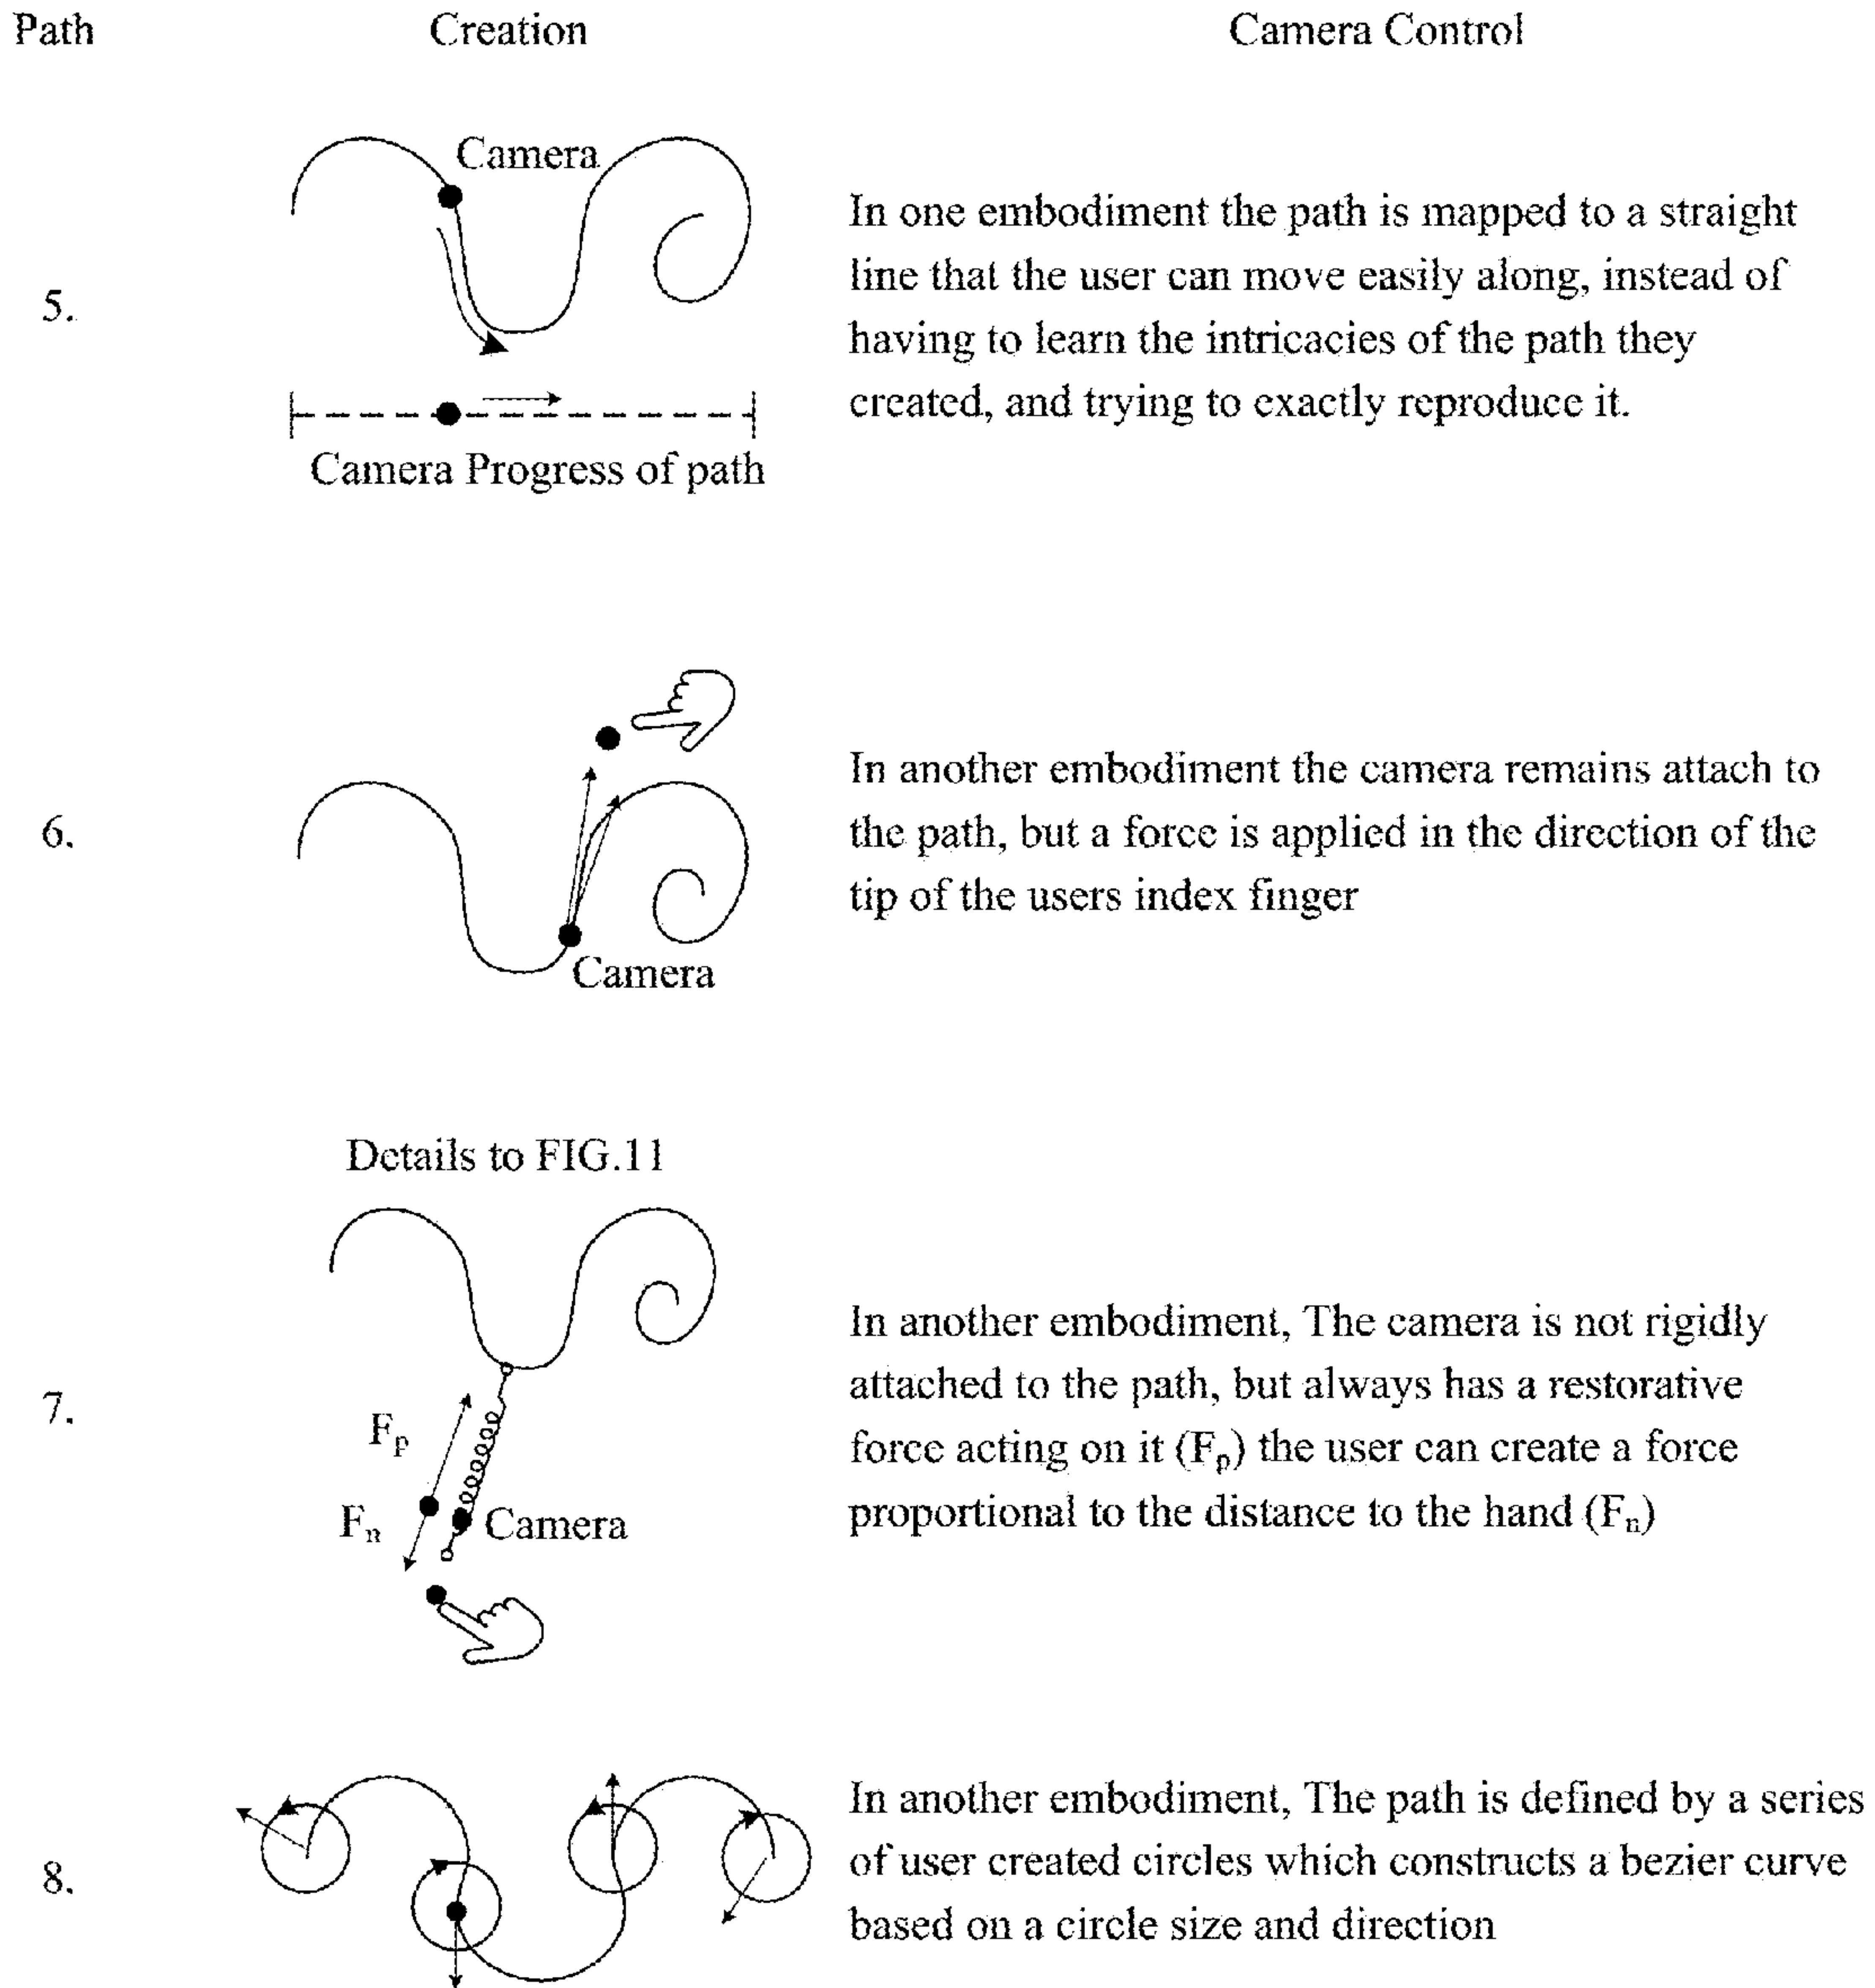 Path Creation Camera Control
Camera
5.
In one embodiment the path is mapped to a straight
line that the user can move easily along, instead of
having to learn the intricacies of the path they
created, and trying to exactly reproduce it.
Camera Progress of path
6.
In another embodiment the camera remains attach to
the path, but a force is applied in the direction of the
tip of the users index finger
Camera
Details to FIG.11
7.
In another embodiment, The camera is not rigidly
attached to the path, but always has a restorative
force acting on it (Fp) the user can create a force
proportional to the distance to the hand (Fn)
Fp
Fn
Camera
8.
In another embodiment, The path is defined by a series
of user created circles which constructs a bezier curve
based on a circle size and direction